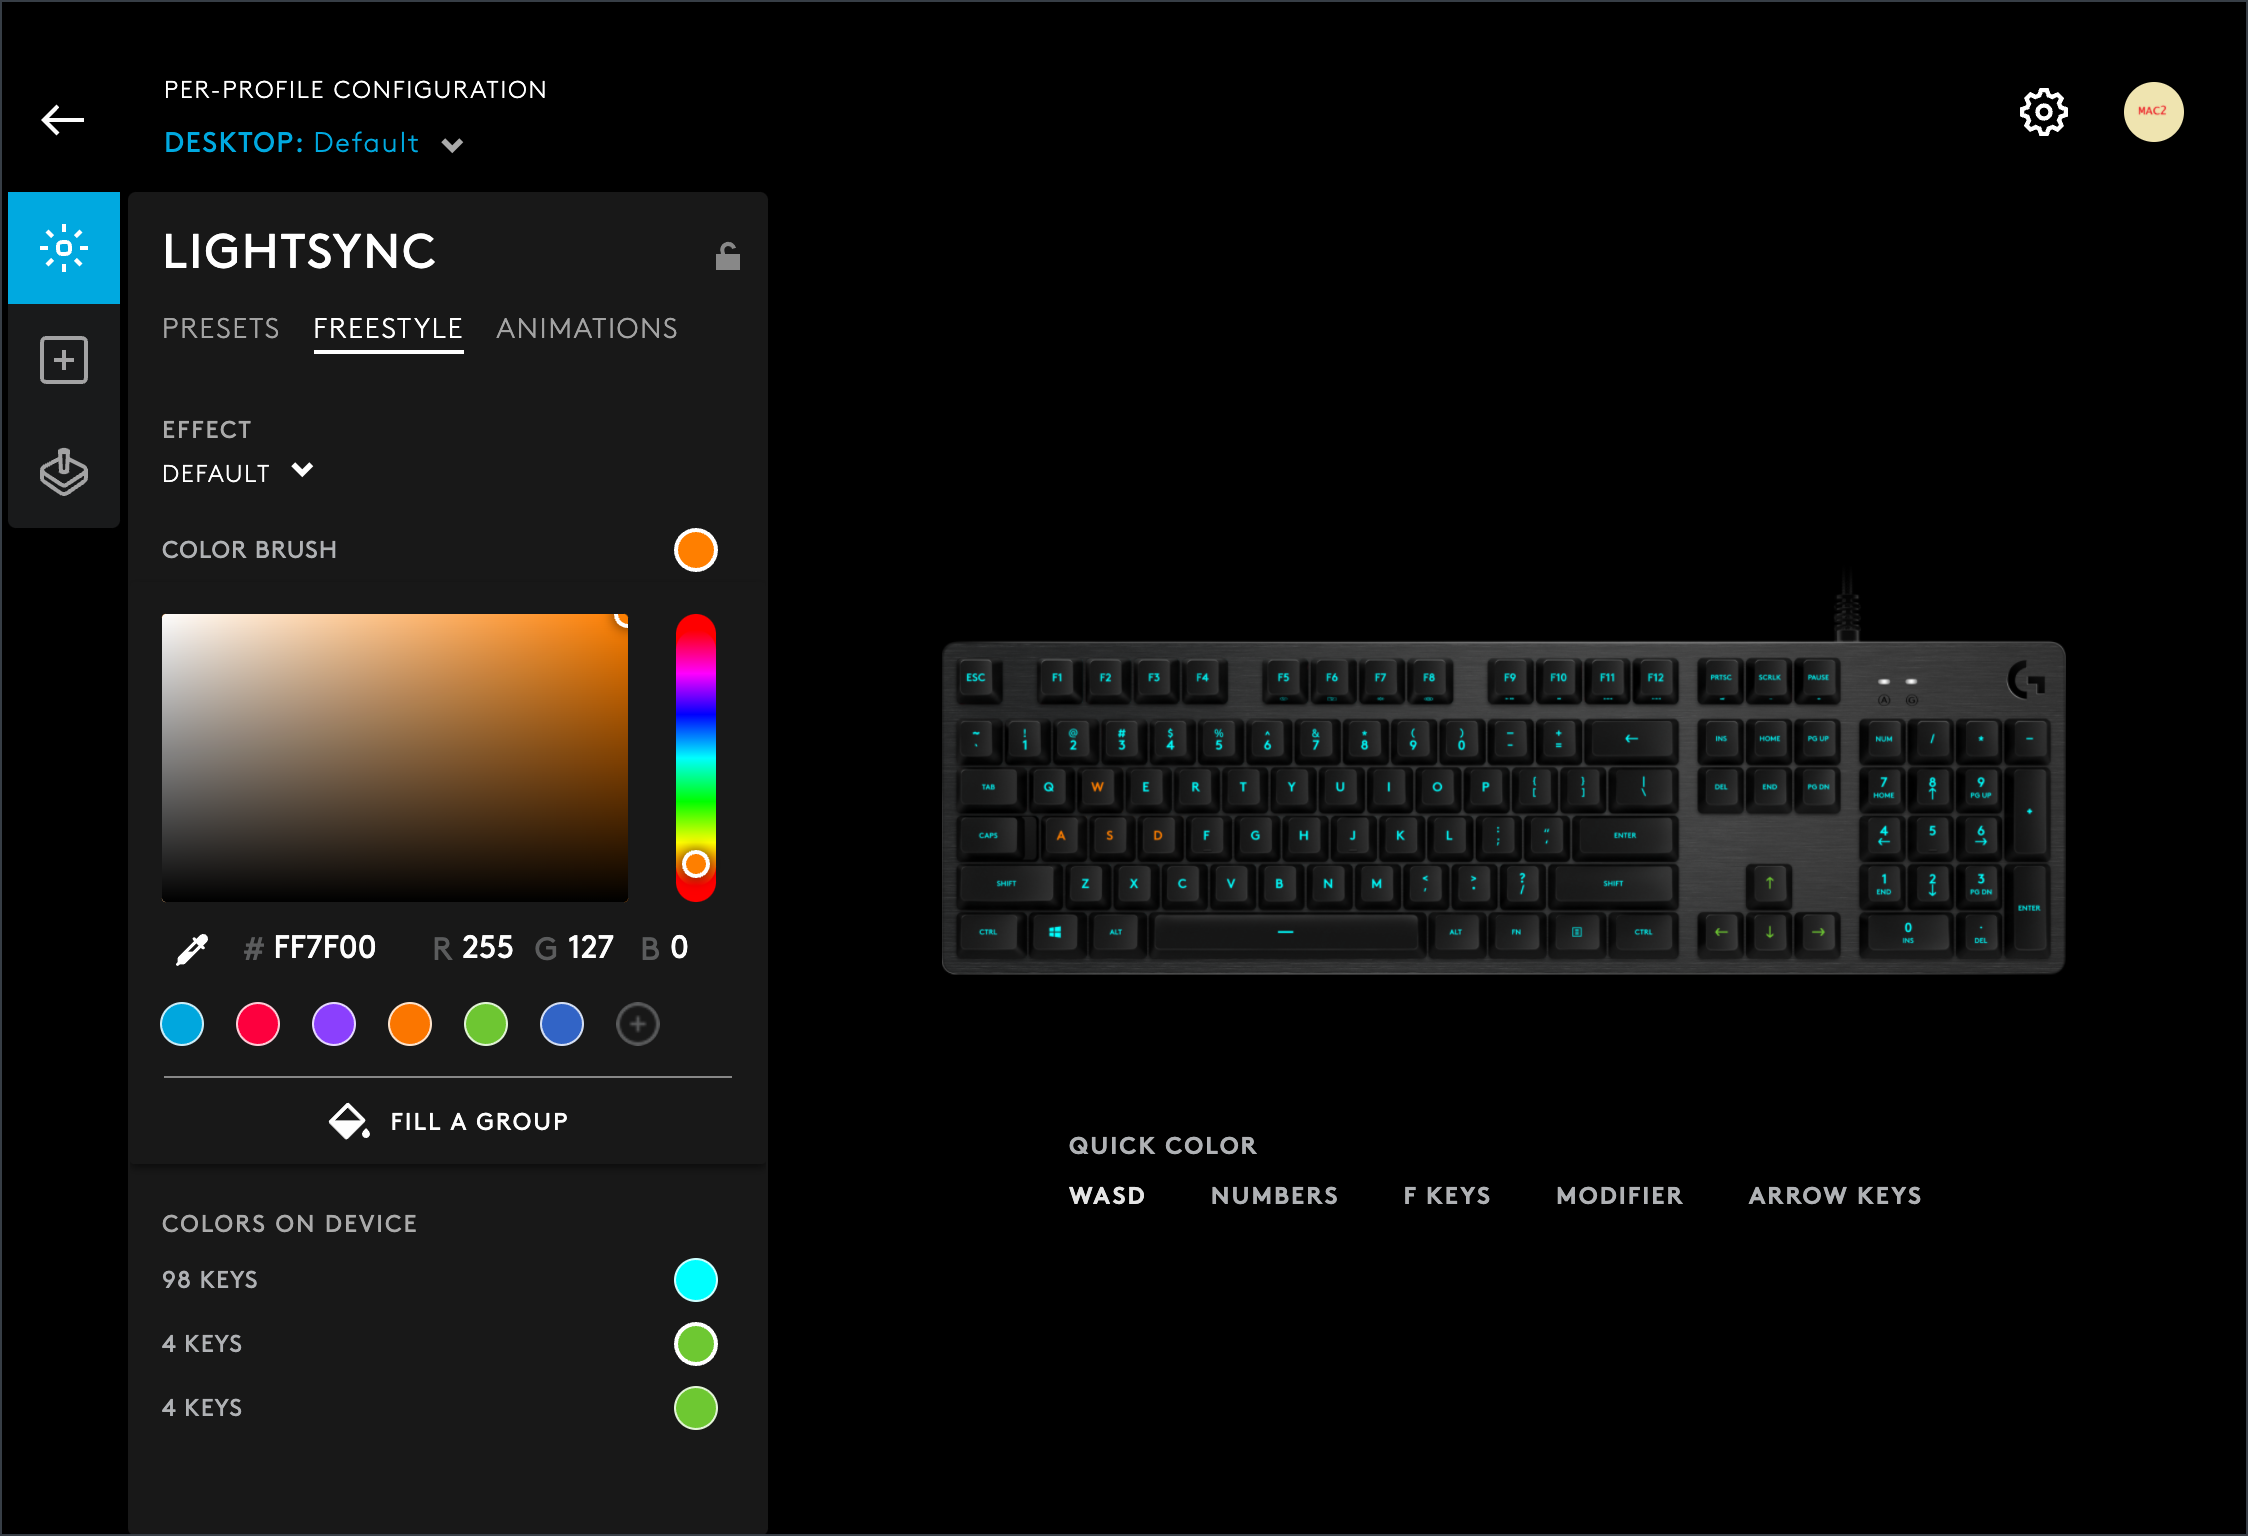 PER-PROFILE CONFIGURATION
DESKTOP: Default
MAC2
LIGHTSYNC
PRESETS FREESTYLE ANIMATIONS
EFFECT
DEFAULT
COLOR BRUSH
# FF7F00 R 255 G 127 B 0
FILL A GROUP
COLORS ON DEVICE
98 KEYS
4 KEYS
4 KEYS
ESC F1 F2 F3 F4 F5 F6 F7 F8 F9 F10 F11 F12 PRTSC SCRLK PAUSE
~ ! @ # $ % ^ & * ( ) - +
` 1 2 3 4 5 6 7 8 9 0 - = ← INS HOME PG UP NUM / * -
TAB Q W E R T Y U I O P { [ } ] | \ DEL END PG DN 7 HOME 8 ↑ 9 PG UP +
CAPS A S D F G H J K L : ; " ' ENTER 4 ← 5 6 →
SHIFT Z X C V B N M < , > . ? / SHIFT ↑ 1 END 2 ↓ 3 PG DN ENTER
CTRL ALT ALT FN CTRL ← ↓ → 0 INS . DEL
QUICK COLOR
WASD NUMBERS F KEYS MODIFIER ARROW KEYS